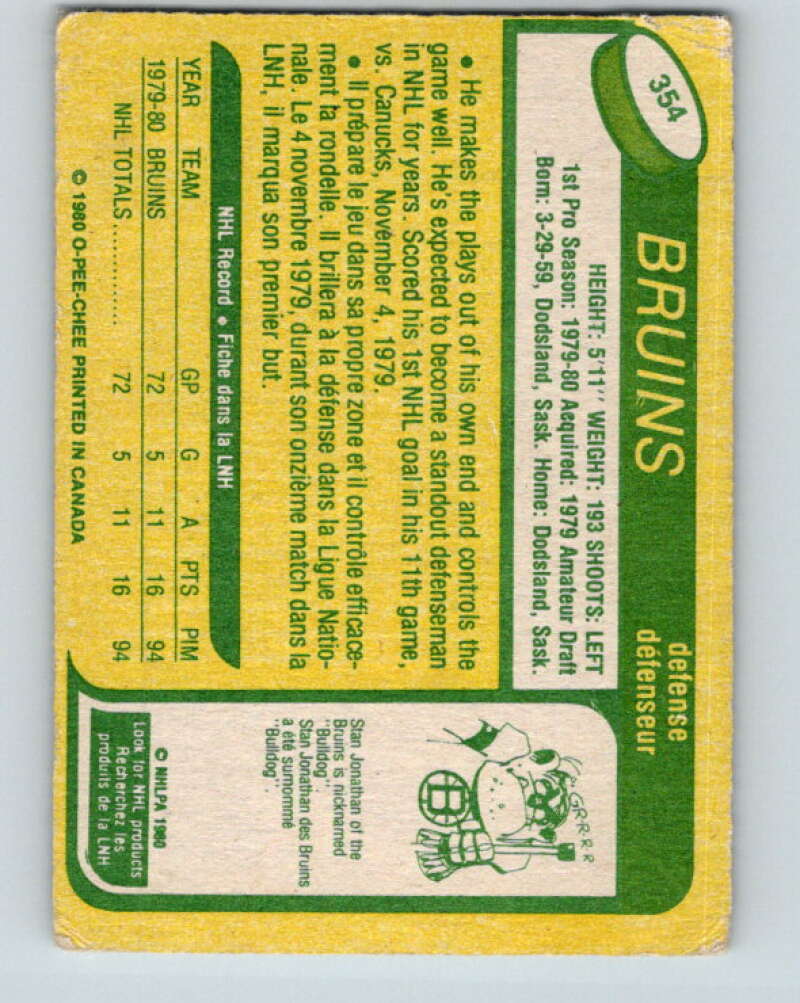 354
BRUINS
defense
défenseur
HEIGHT: 5'11" WEIGHT: 193 SHOOTS: LEFT
1st Pro Season: 1979-80 Acquired: 1979 Amateur Draft
Born: 3-29-59, Dodsland, Sask. Home: Dodsland, Sask.
• He makes the plays out of his own end and controls the
game well. He's expected to become a standout defenseman
in NHL for years. Scored his 1st NHL goal in his 11th game,
vs. Canucks, November 4, 1979.
• Il prépare le jeu dans sa propre zone et il contrôle efficace-
ment la rondelle. Il brillera à la défense dans la Ligue Natio-
nale. Le 4 novembre 1979, durant son onzième match dans la
LNH, il marqua son premier but.
NHL Record • Fiche dans la LNH
YEAR TEAM GP G A PTS PIM
1979-80 BRUINS 72 5 11 16 94
NHL TOTALS .............. 72 5 11 16 94
© 1980 O-PEE-CHEE PRINTED IN CANADA
GRRRR
Stan Jonathan of the
Bruins is nicknamed
"Bulldog".
Stan Jonathan des Bruins
a été surnommé
"Bulldog".
© NHLPA 1980
Look for NHL products
Recherchez les
produits de la LNH